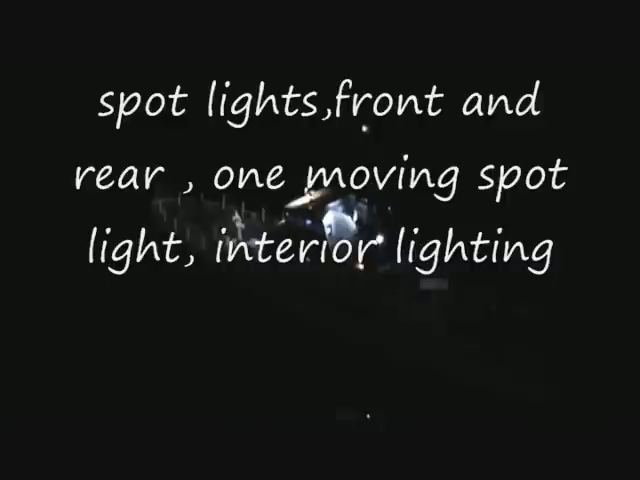 spot lights,front and
rear , one moving spot
light, interior lighting